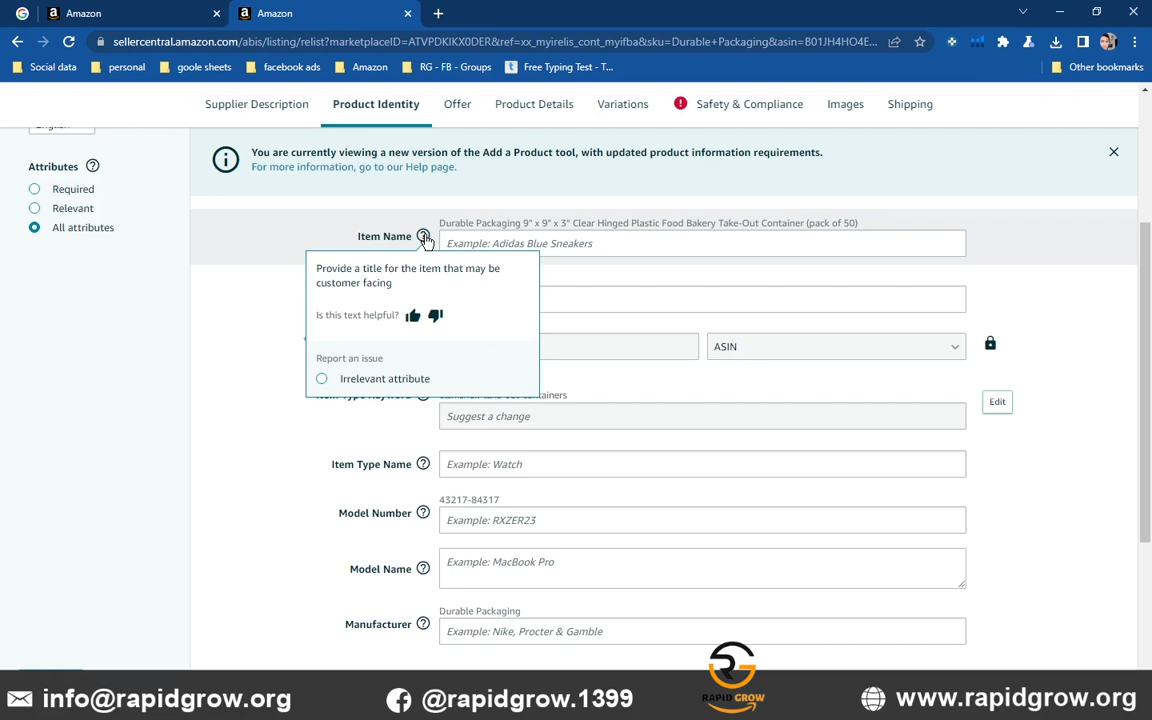 Amazon
Amazon
sellercentral.amazon.com/abis/listing/relist?marketplaceID=ATVPDKIKX0DER&ref=xx_myirelis_cont_myifba&sku=Durable+Packaging&asin=B01JH4HO4E...
Social data
personal
goole sheets
facebook ads
Amazon
RG - FB - Groups
Free Typing Test - T...
Other bookmarks
Supplier Description
Product Identity
Offer
Product Details
Variations
Safety & Compliance
Images
Shipping
English
Attributes
Required
Relevant
All attributes
You are currently viewing a new version of the Add a Product tool, with updated product information requirements.
For more information, go to our Help page.
Durable Packaging 9" x 9" x 3" Clear Hinged Plastic Food Bakery Take-Out Container (pack of 50)
Item Name
Example: Adidas Blue Sneakers
Provide a title for the item that may be
customer facing
Is this text helpful?
Report an issue
Irrelevant attribute
ASIN
take-out containers
Edit
Suggest a change
Item Type Name
Example: Watch
43217-84317
Model Number
Example: RXZER23
Model Name
Example: MacBook Pro
Durable Packaging
Manufacturer
Example: Nike, Procter & Gamble
info@rapidgrow.org
@rapidgrow.1399
RG
RAPID GROW
www.rapidgrow.org